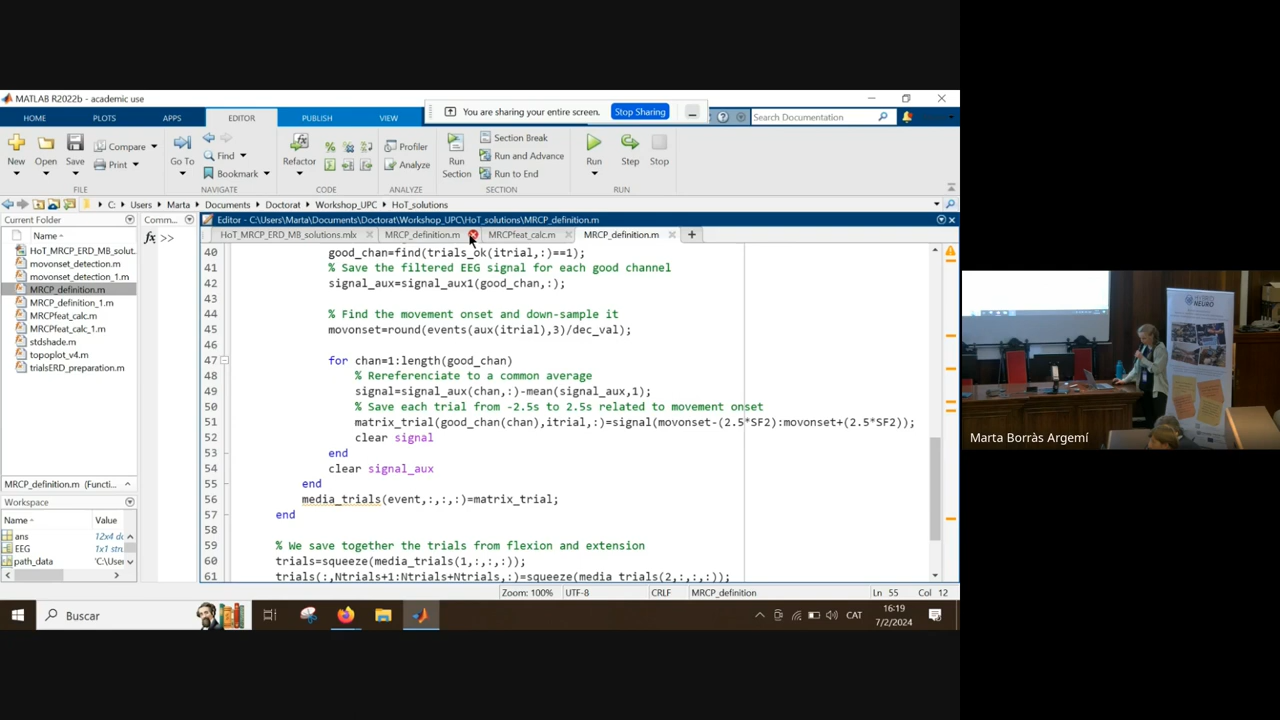 MATLAB R2022b - academic use
You are sharing your entire screen.
Stop Sharing
HOME
PLOTS
APPS
EDITOR
PUBLISH
VIEW
Search Documentation
New
Open
Save
Compare
Print
Go To
Find
Bookmark
Refactor
Profiler
Analyze
Run
Section
Section Break
Run and Advance
Run to End
Run
Step
Stop
FILE
NAVIGATE
CODE
ANALYZE
SECTION
RUN
C: Users Marta Documents Doctorat Workshop_UPC HoT_solutions
Current Folder
Comm...
Editor - C:\Users\Marta\Documents\Doctorat\Workshop_UPC\HoT_solutions\MRCP_definition.m
Name
HoT_MRCP_ERD_MB_solut...
movonset_detection.m
movonset_detection_1.m
MRCP_definition.m
MRCP_definition_1.m
MRCPfeat_calc.m
MRCPfeat_calc_1.m
stdshade.m
topoplot_v4.m
trialsERD_preparation.m
fx >>
HoT_MRCP_ERD_MB_solutions.mlx
MRCP_definition.m
MRCPfeat_calc.m
MRCP_definition.m
40 good_chan=find(trials_ok(itrial,:)==1);
41 % Save the filtered EEG signal for each good channel
42 signal_aux=signal_aux1(good_chan,:);
43
44 % Find the movement onset and down-sample it
45 movonset=round(events(aux(itrial),3)/dec_val);
46
47 for chan=1:length(good_chan)
48 % Rereferenciate to a common average
49 signal=signal_aux(chan,:)-mean(signal_aux,1);
50 % Save each trial from -2.5s to 2.5s related to movement onset
51 matrix_trial(good_chan(chan),itrial,:)=signal(movonset-(2.5*SF2):movonset+(2.5*SF2));
52 clear signal
53 end
54 clear signal_aux
55 end
56 media_trials(event,:,:,:)=matrix_trial;
57 end
58
59 % We save together the trials from flexion and extension
60 trials=squeeze(media_trials(1,:,:,:));
61 trials(:,Ntrials+1:Ntrials+Ntrials,:)=squeeze(media_trials(2,:,:,:));
MRCP_definition.m (Functi...
Workspace
Name
Value
ans
12x4 do
EEG
1x1 stru
path_data
'C:\User
Zoom: 100%
UTF-8
CRLF
MRCP_definition
Ln 55
Col 12
Buscar
CAT
16:19
7/2/2024
NEURO
Marta Borràs Argemí